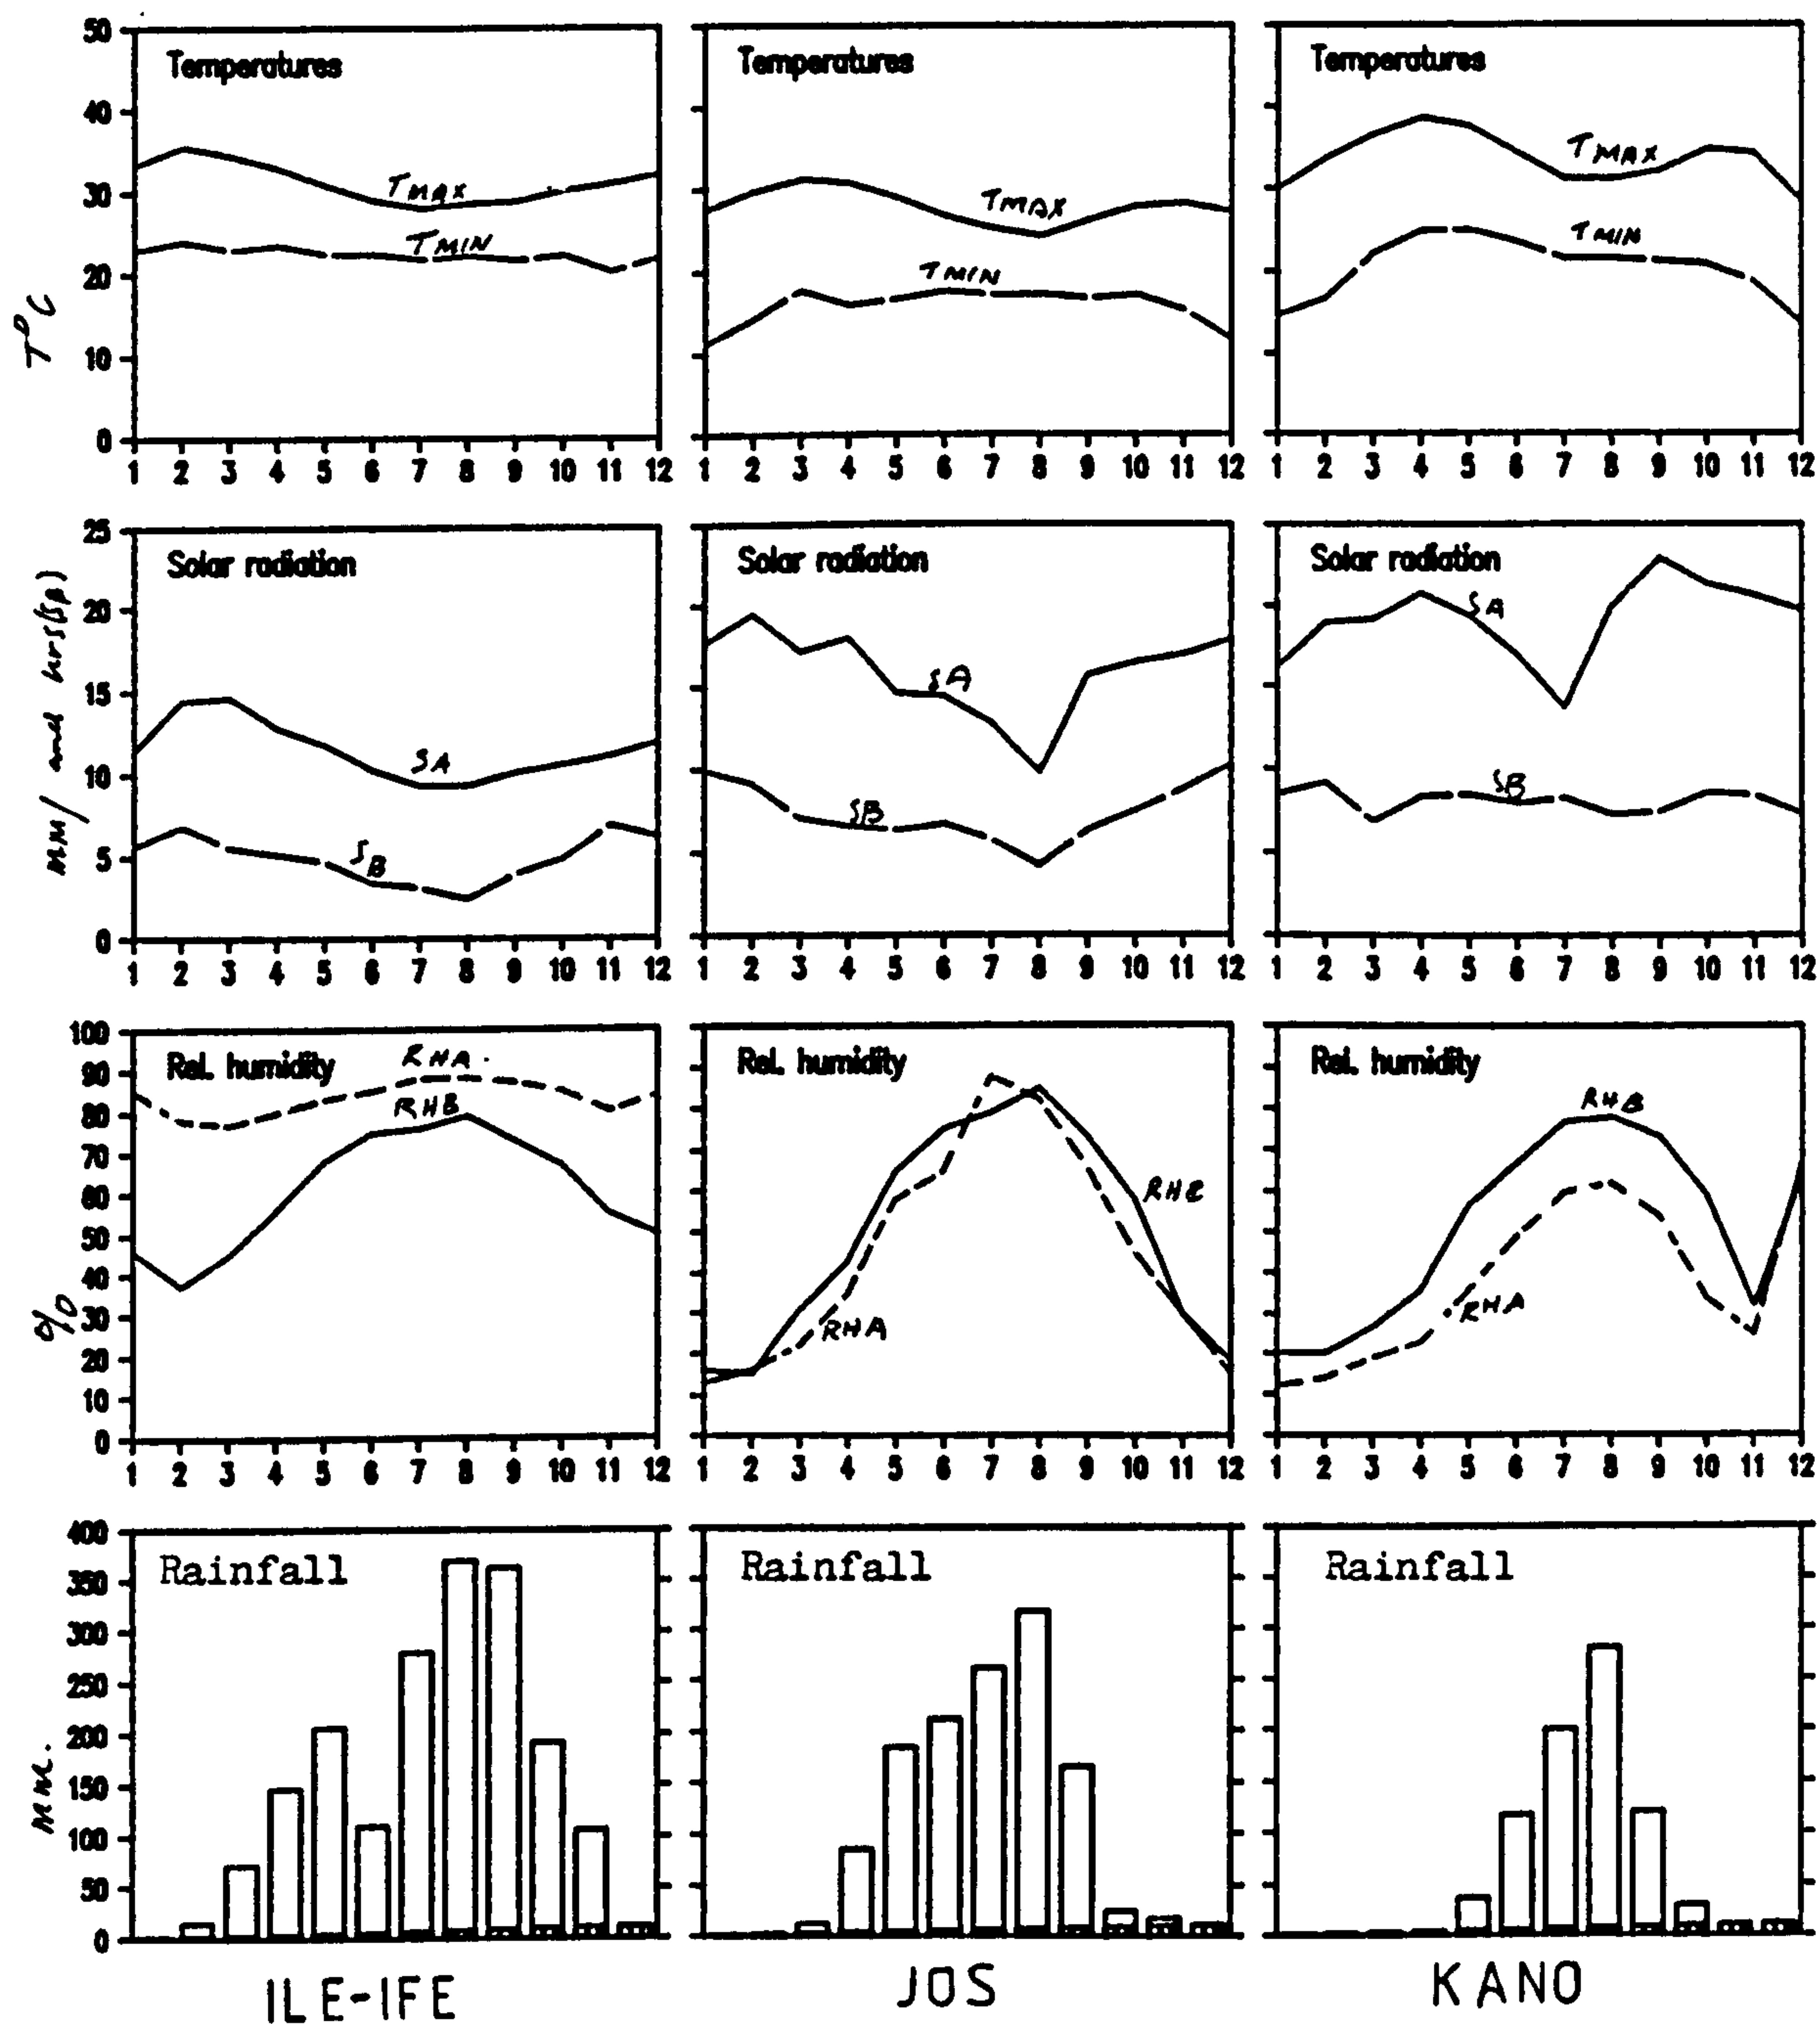 50
40
30
20
10
0
T°C
Temperatures
TMAX
TMIN
1 2 3 4 5 6 7 8 9 10 11 12
Temperatures
TMAX
TMIN
1 2 3 4 5 6 7 8 9 10 11 12
Temperatures
TMAX
TMIN
1 2 3 4 5 6 7 8 9 10 11 12
25
20
15
10
5
0
MM/ and hrs(SB)
Solar radiation
SA
SB
1 2 3 4 5 6 7 8 9 10 11 12
Solar radiation
SA
SB
1 2 3 4 5 6 7 8 9 10 11 12
Solar radiation
SA
SB
1 2 3 4 5 6 7 8 9 10 11 12
100
90
80
70
60
50
40
30
20
10
0
%
Rel. humidity
RHA.
RHB
1 2 3 4 5 6 7 8 9 10 11 12
Rel. humidity
RHB
RHA
1 2 3 4 5 6 7 8 9 10 11 12
Rel. humidity
RHB
RHA
1 2 3 4 5 6 7 8 9 10 11 12
400
350
300
250
200
150
100
50
0
MM.
Rainfall
Rainfall
Rainfall
ILE-IFE
JOS
KANO